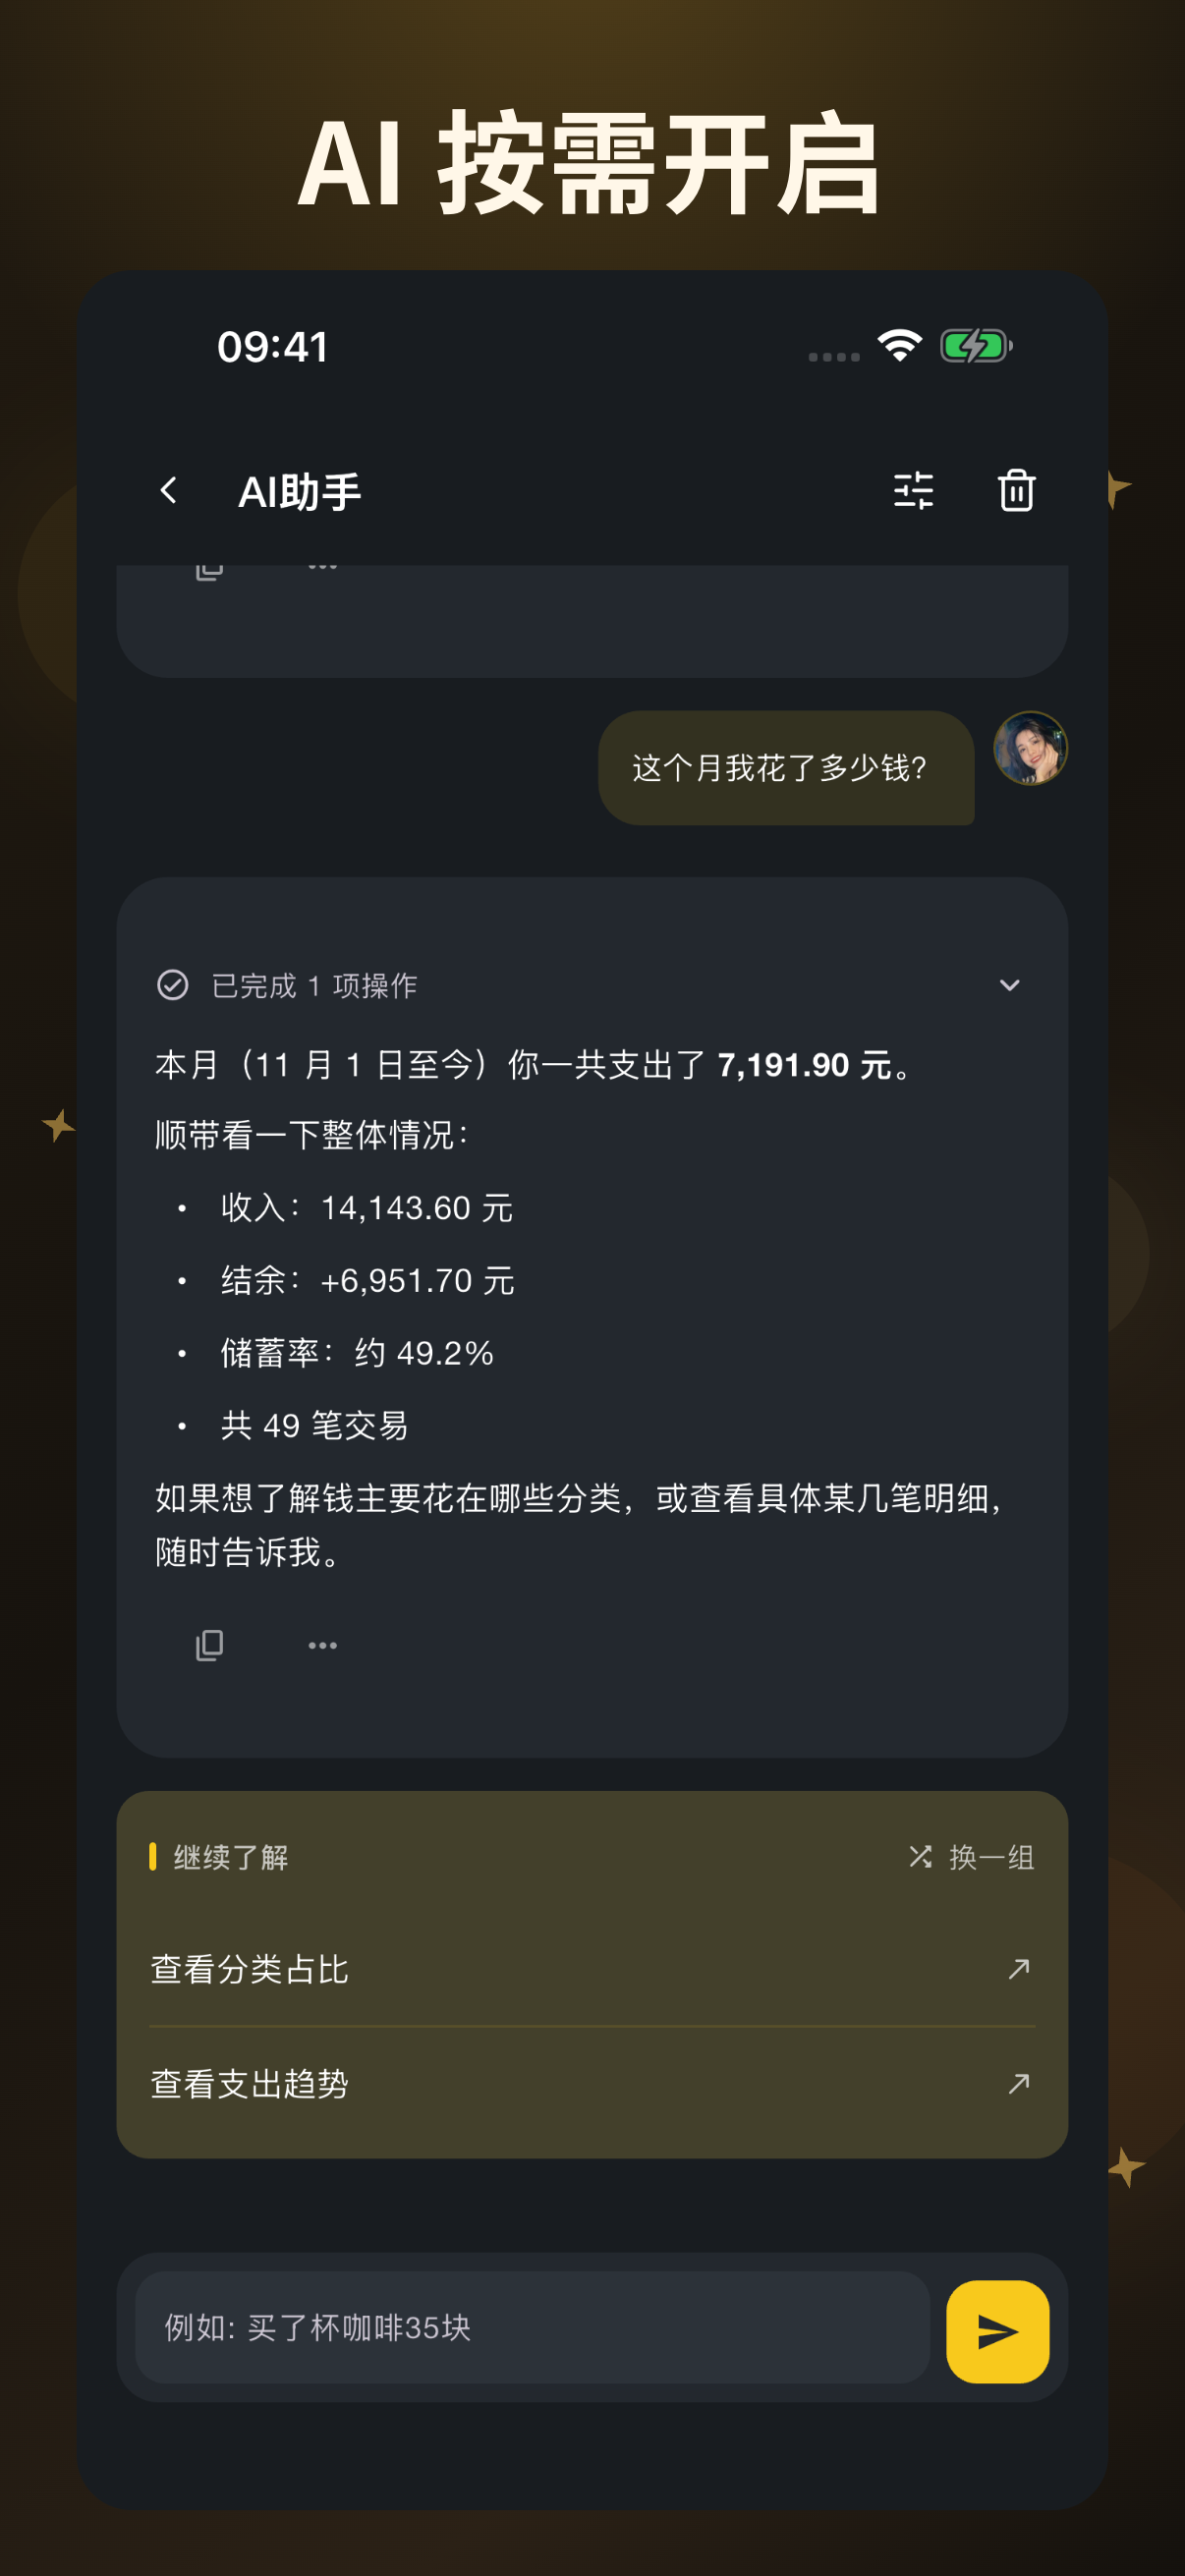 AI 按需开启
09:41
AI助手
这个月我花了多少钱?
已完成 1 项操作
本月（11 月 1 日至今）你一共支出了 7,191.90 元。
顺带看一下整体情况：
• 收入：14,143.60 元
• 结余：+6,951.70 元
• 储蓄率：约 49.2%
• 共 49 笔交易
如果想了解钱主要花在哪些分类，或查看具体某几笔明细，
随时告诉我。
继续了解
换一组
查看分类占比
查看支出趋势
例如: 买了杯咖啡35块